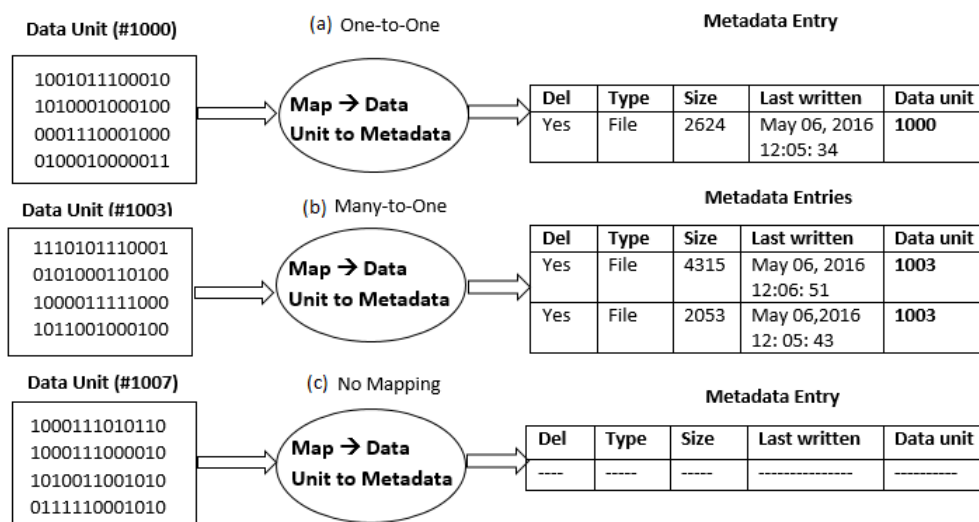 (a) One-to-One
Data Unit (#1000)
Metadata Entry
1001011100010
1010001000100
0001110001000
0100010000011
Map → Data
Unit to Metadata
Del Type Size Last written Data unit
Yes File 2624 May 06, 2016 1000
12:05: 34
(b) Many-to-One
Data Unit (#1003)
Metadata Entries
1110101110001
0101000110100
1000011111000
1011001000100
Map → Data
Unit to Metadata
Del Type Size Last written Data unit
Yes File 4315 May 06, 2016 1003
12:06: 51
Yes File 2053 May 06,2016 1003
12: 05: 43
(c) No Mapping
Data Unit (#1007)
Metadata Entry
1000111010110
1000111000010
1010011001010
0111110001010
Map → Data
Unit to Metadata
Del Type Size Last written Data unit
---- ----- ----- -------------- ----------